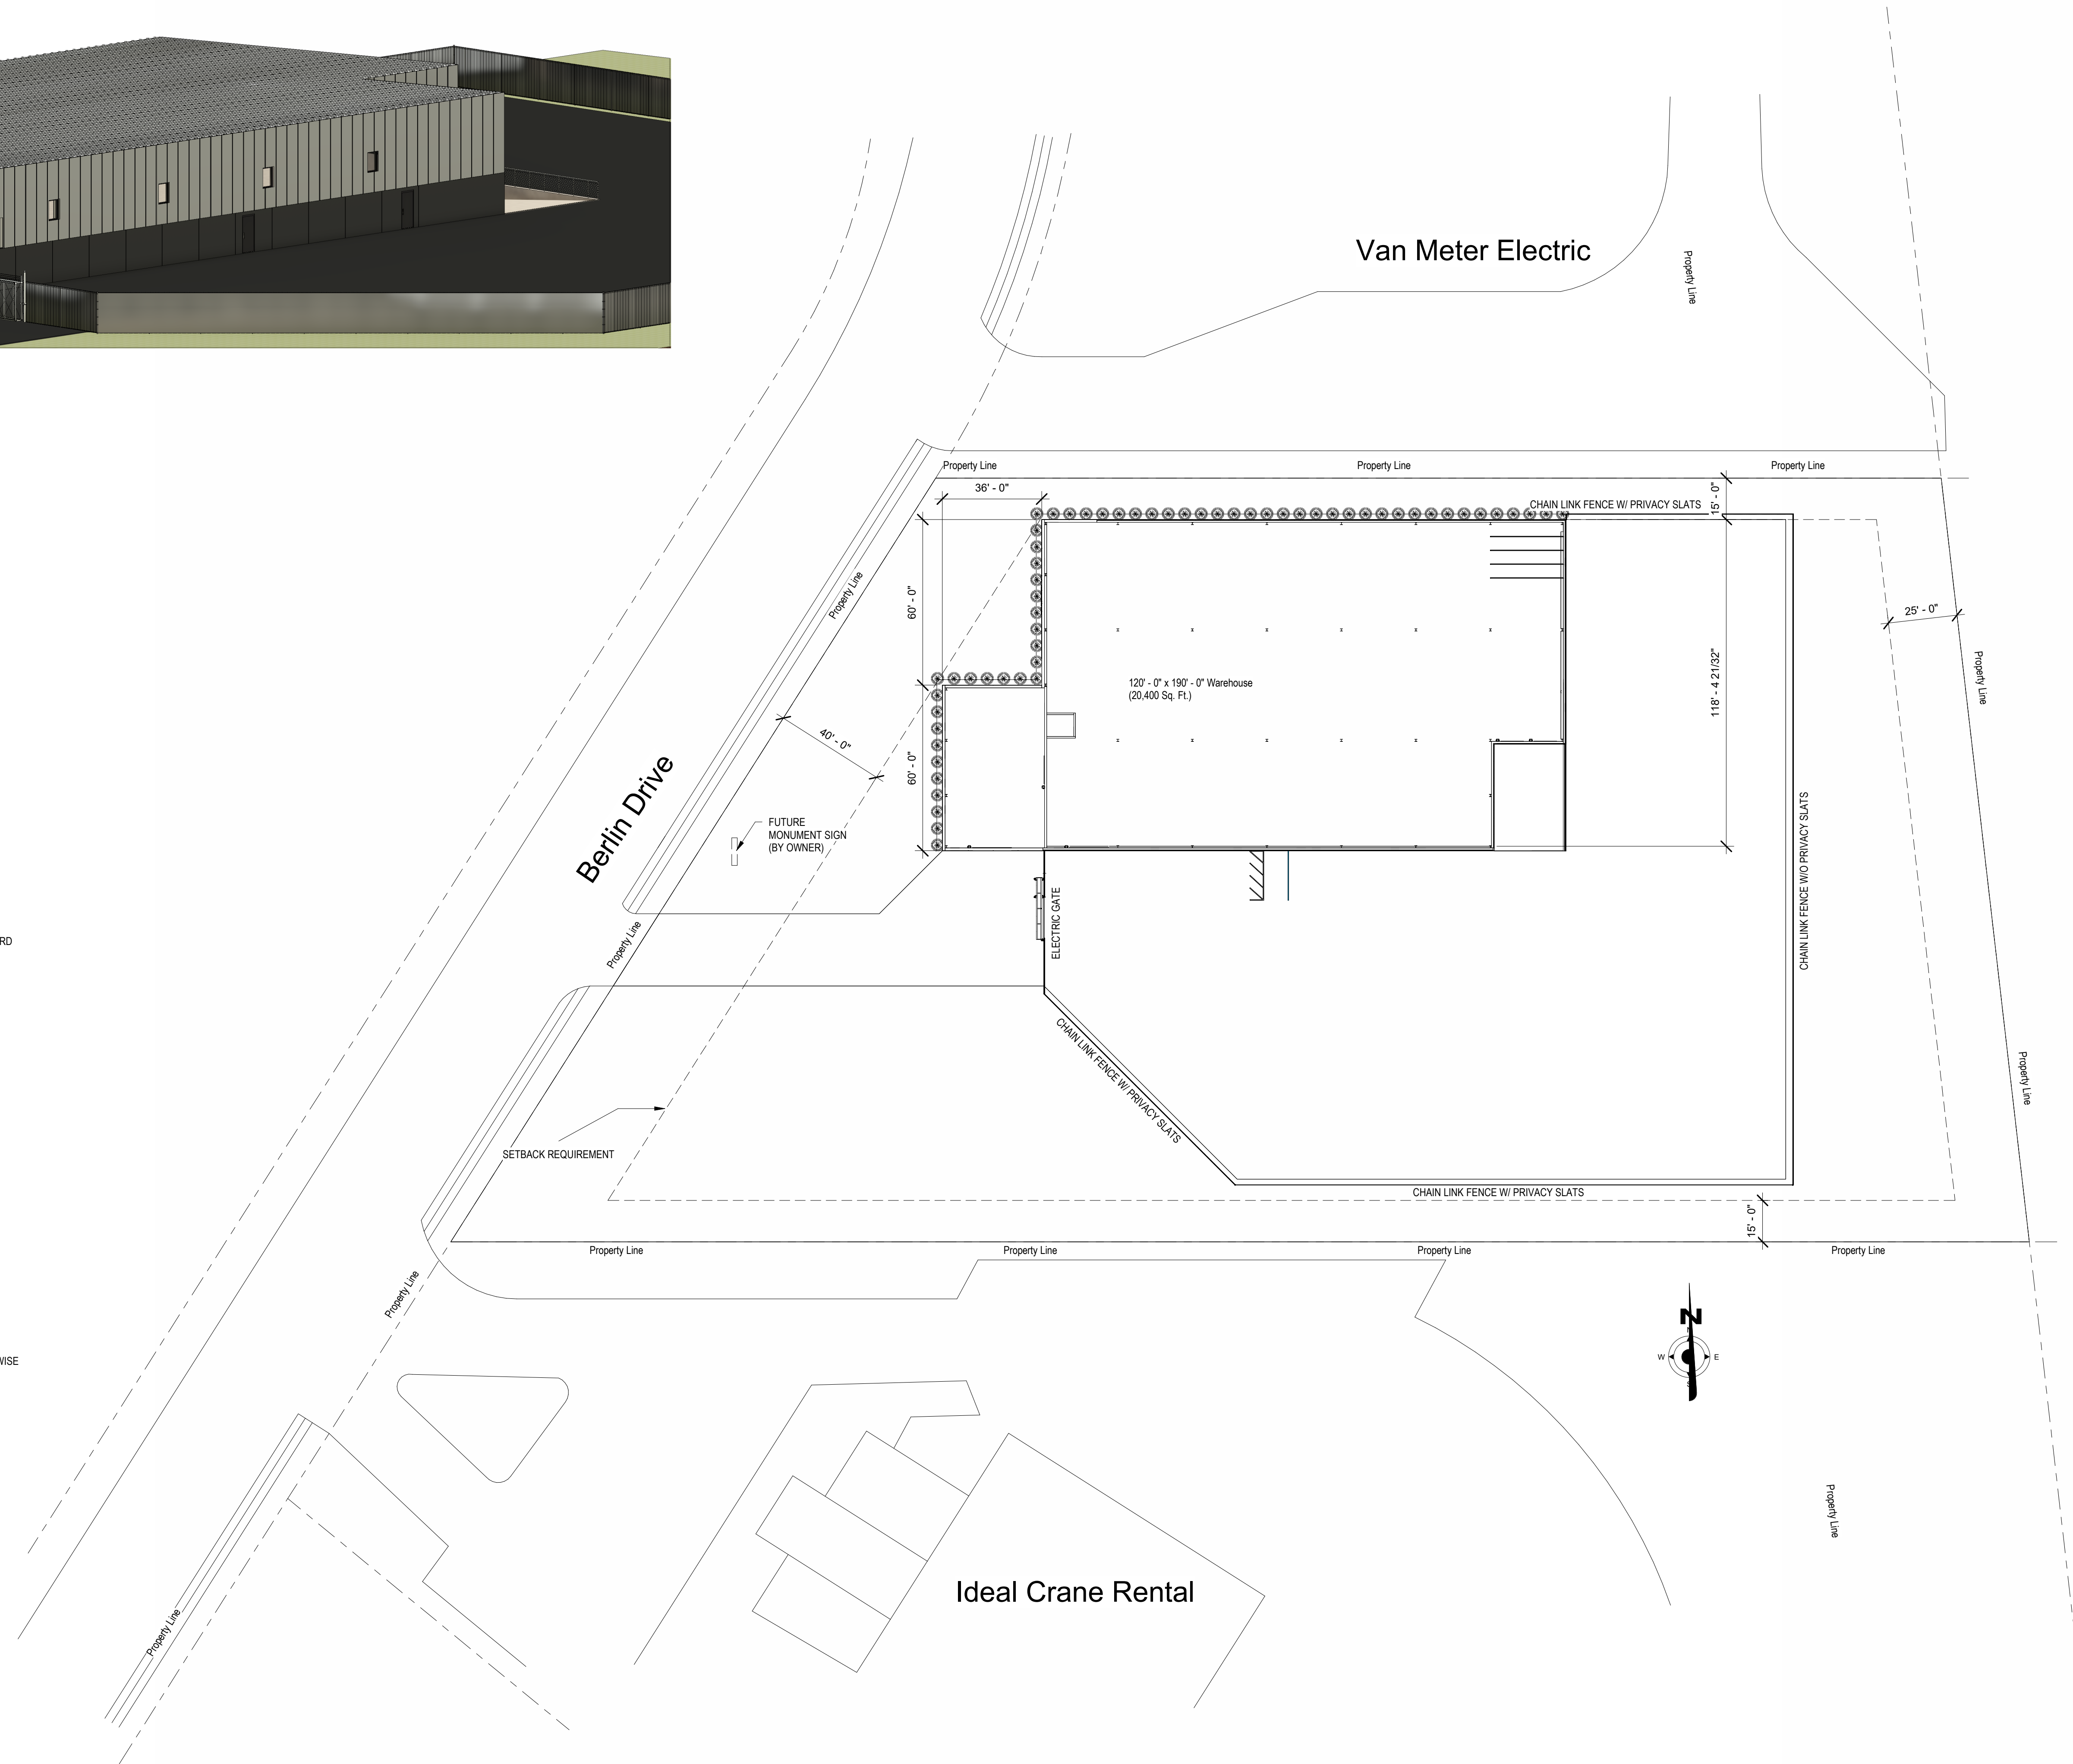 Van Meter Electric
Property Line
Property Line
Property Line
Property Line
36' - 0"
CHAIN LINK FENCE W/ PRIVACY SLATS
15' - 0"
Property Line
60' - 0"
25' - 0"
120' - 0" x 190' - 0" Warehouse
(20,400 Sq. Ft.)
118' - 4 21/32"
Property Line
40' - 0"
60' - 0"
Berlin Drive
FUTURE
MONUMENT SIGN
(BY OWNER)
CHAIN LINK FENCE W/O PRIVACY SLATS
ELECTRIC GATE
RD
Property Line
CHAIN LINK FENCE W/ PRIVACY SLATS
Property Line
SETBACK REQUIREMENT
CHAIN LINK FENCE W/ PRIVACY SLATS
15' - 0"
Property Line
Property Line
Property Line
Property Line
Property Line
N
N
W
E
S
WISE
Property Line
Ideal Crane Rental
Property Line